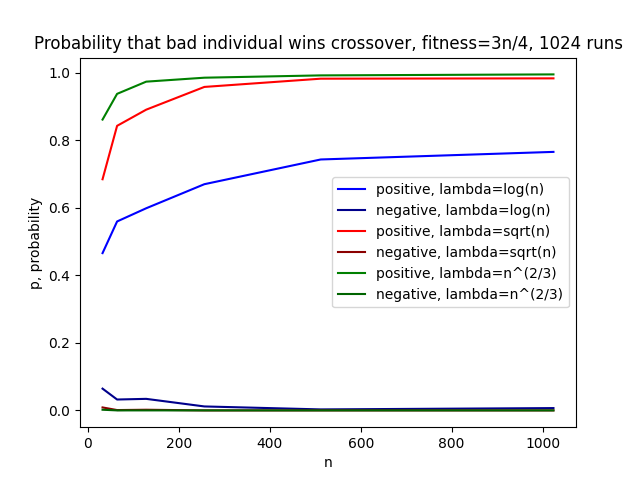 Probability that bad individual wins crossover, fitness=3n/4, 1024 runs
1.0
0.8
0.6
0.4
0.2
0.0
p, probability
positive, lambda=log(n)
negative, lambda=log(n)
positive, lambda=sqrt(n)
negative, lambda=sqrt(n)
positive, lambda=n^(2/3)
negative, lambda=n^(2/3)
0 200 400 600 800 1000
n